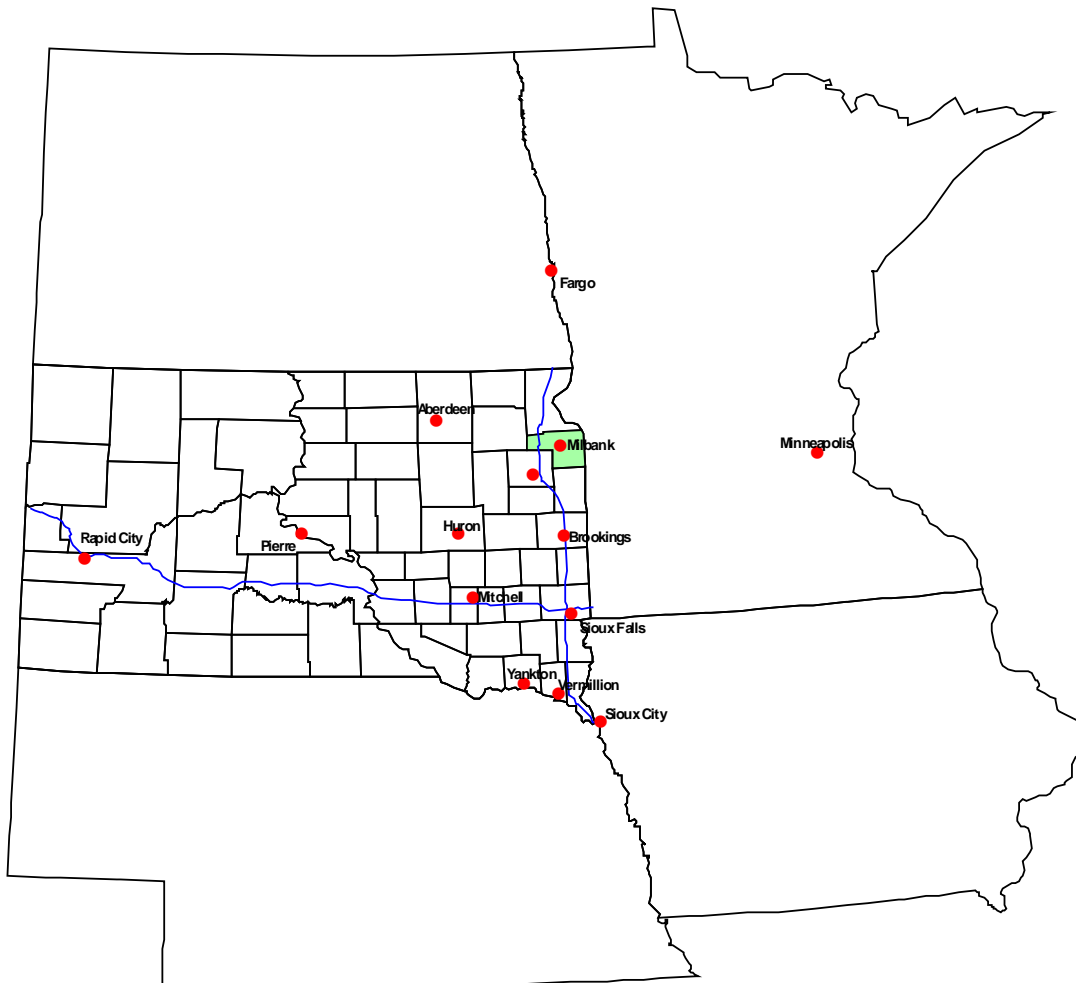 Fargo
Aberdeen
Milbank
Minneapolis
Huron
Rapid City
Pierre
Brookings
Mitchell
Sioux Falls
Yankton
Vermillion
Sioux City